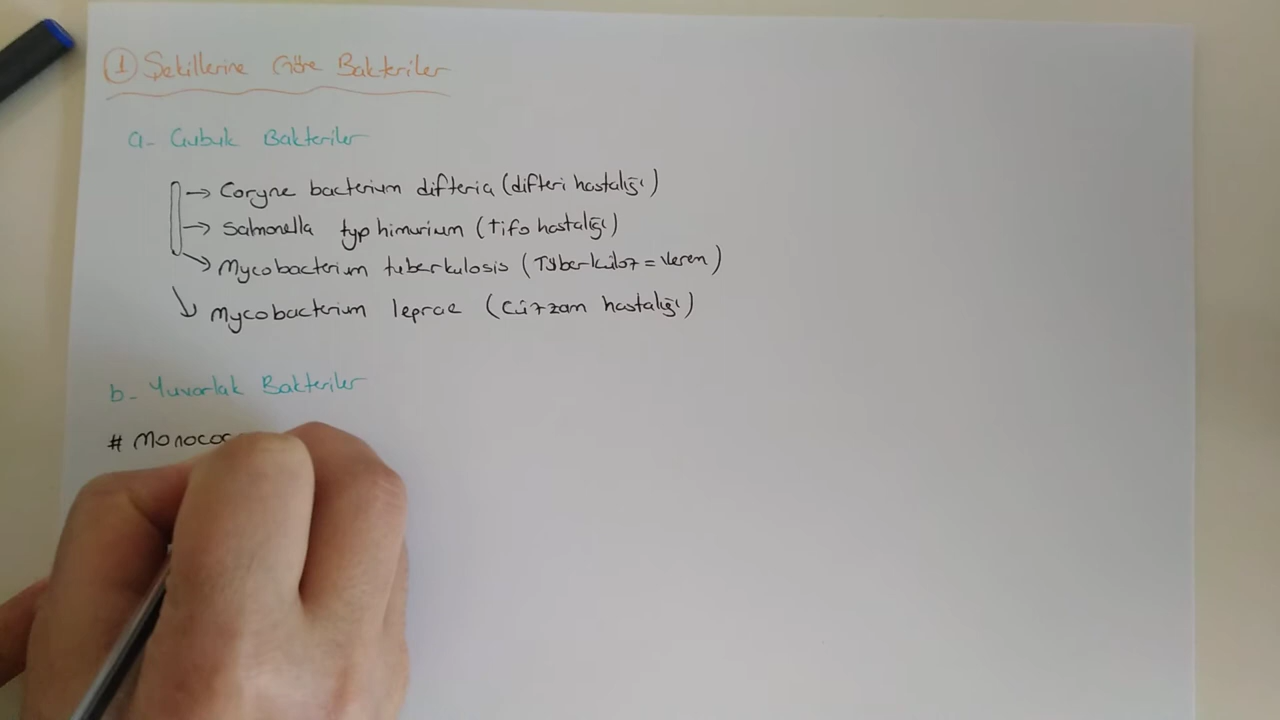 1 Şekillerine Göre Bakteriler
a- Çubuk Bakteriler
→ Coryne bacterium difteria (difteri hastalığı)
→ Salmonella typhimurium (Tifo hastalığı)
→ Mycobacterium tuberkulosis (Tüberküloz = Verem)
↘ Mycobacterium leprae (Cüzzam hastalığı)
b- Yuvarlak Bakteriler
# Monococ